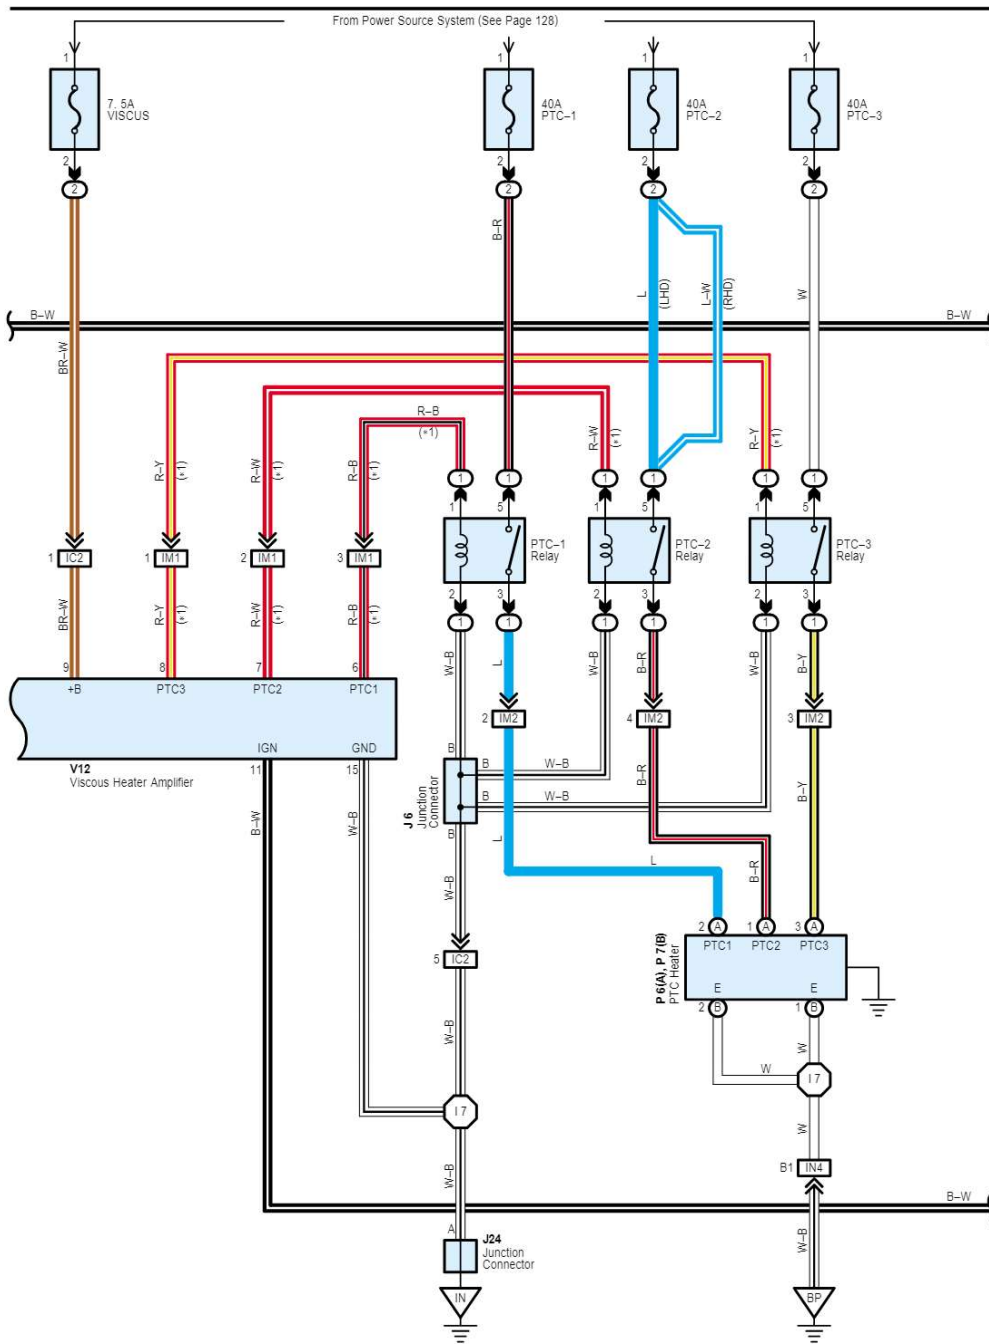 From Power Source System (See Page 128)
1
1
1
1
7. 5A
VISCUS
40A
PTC–1
40A
PTC–2
40A
PTC–3
2
2
2
2
2
2
2
2
B–R
L
(LHD)
L–W
(RHD)
W
B–W
B–W
BR–W
R–B
(*1)
R–Y
(*1)
R–W
(*1)
R–B
(*1)
R–W
(*1)
R–Y
(*1)
1
1
1
1
1
1
1
5
1
5
1
5
PTC–1
Relay
PTC–2
Relay
PTC–3
Relay
1
IC2
1
IM1
2
IM1
3
IM1
2
3
2
3
2
3
1
1
1
1
1
1
BR–W
R–Y
(*1)
R–W
(*1)
R–B
(*1)
W–B
L
W–B
B–R
W–B
B–Y
9
8
7
6
+B
PTC3
PTC2
PTC1
2
IM2
4
IM2
3
IM2
IGN
GND
V12
Viscous Heater Amplifier
11
15
B
B
W–B
B
W–B
B
J 6
Junction
Connector
B–R
B–Y
B–W
W–B
L
L
B–R
W–B
2
A
1
A
3
A
PTC1
PTC2
PTC3
P 6(A), P 7(B)
PTC Heater
E
E
2
B
1
B
5
IC2
W–B
W
W
I 7
I 7
W
W–B
B1
IN4
B–W
W–B
A
J24
Junction
Connector
IN
BP